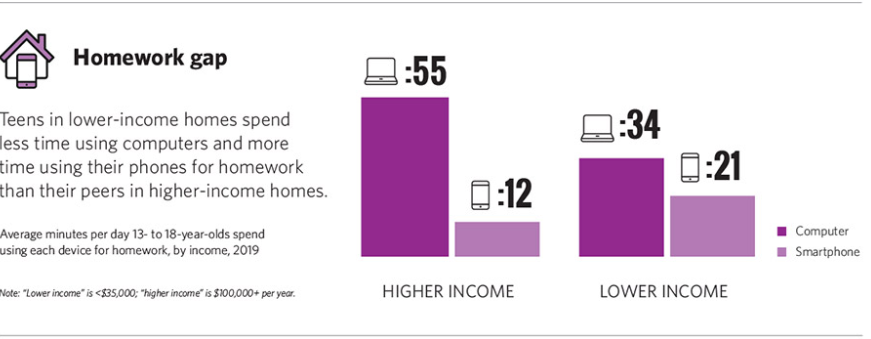 Homework gap
Teens in lower-income homes spend
less time using computers and more
time using their phones for homework
than their peers in higher-income homes.
Average minutes per day 13- to 18-year-olds spend
using each device for homework, by income, 2019
Note: “Lower income” is <$35,000; “higher income” is $100,000+ per year.
:55
:12
HIGHER INCOME
:34
:21
LOWER INCOME
Computer
Smartphone